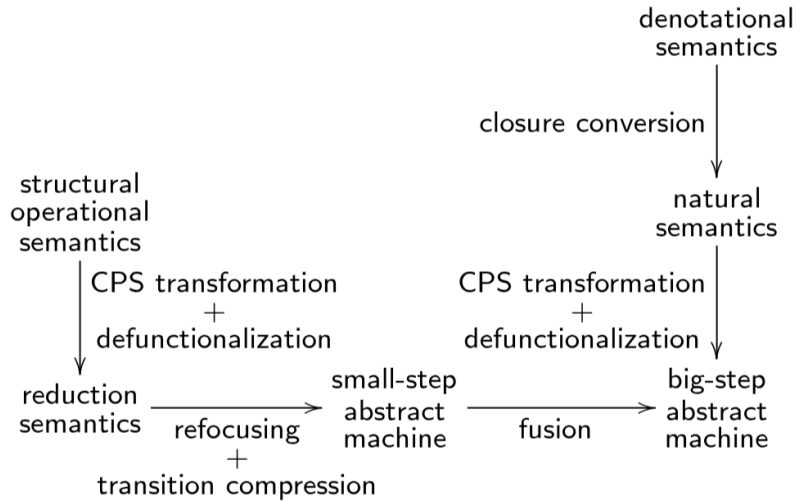 denotational
semantics
closure conversion
structural
operational
semantics
natural
semantics
CPS transformation
+
defunctionalization
CPS transformation
+
defunctionalization
reduction
semantics
refocusing
+
transition compression
small-step
abstract
machine
fusion
big-step
abstract
machine